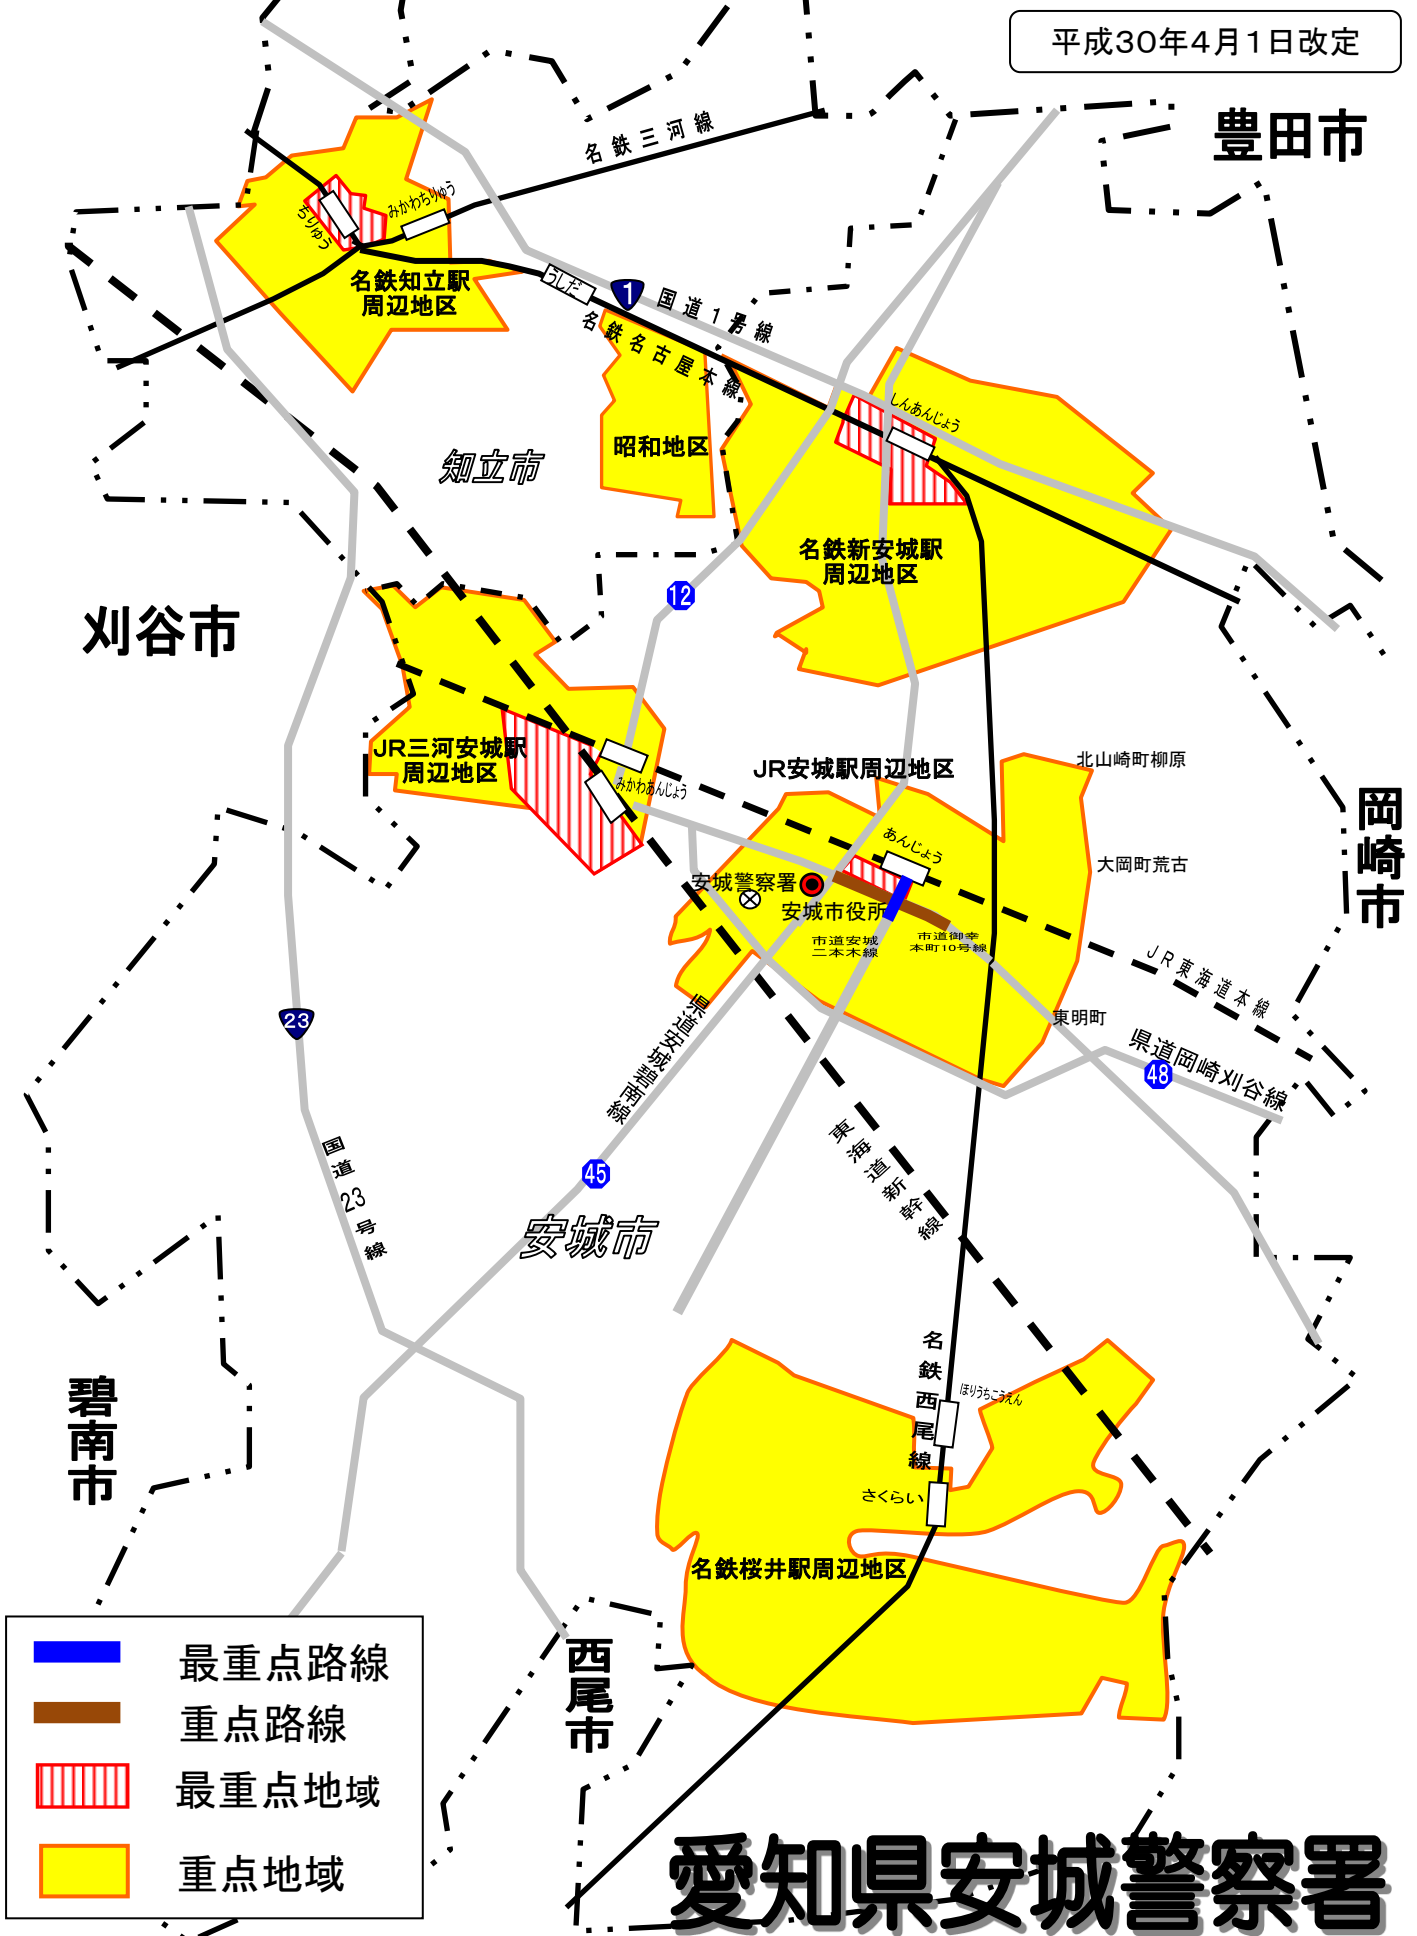 平成30年4月1日改定
豊田市
名鉄三河線
みかわちりゅう
ちりゅう
名鉄知立駅
周辺地区
うしだ
1
国道1号線
名鉄名古屋本線
しんあんじょう
昭和地区
知立市
名鉄新安城駅
周辺地区
12
刈谷市
JR三河安城駅
周辺地区
みかわあんじょう
JR安城駅周辺地区
北山崎町柳原
岡崎市
あんじょう
大岡町荒古
安城警察署
安城市役所
市道安城
二本木線
市道御幸
本町10号線
JR東海道本線
東明町
県道安城碧南線
県道岡崎刈谷線
48
23
国道23号線
東海道新幹線
45
安城市
碧南市
名鉄西尾線
ほりうちこうえん
さくらい
名鉄桜井駅周辺地区
西尾市
最重点路線
重点路線
最重点地域
重点地域
愛知県安城警察署